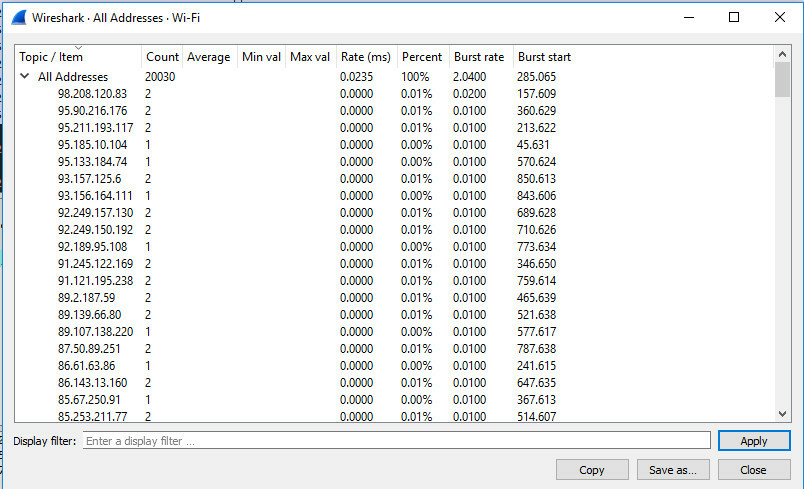 Wireshark · All Addresses · Wi-Fi
Topic / Item Count Average Min val Max val Rate (ms) Percent Burst rate Burst start
All Addresses 20030 0.0235 100% 2.0400 285.065
98.208.120.83 2 0.0000 0.01% 0.0200 157.609
95.90.216.176 2 0.0000 0.01% 0.0100 360.629
95.211.193.117 2 0.0000 0.01% 0.0100 213.622
95.185.10.104 1 0.0000 0.00% 0.0100 45.631
95.133.184.74 1 0.0000 0.00% 0.0100 570.624
93.157.125.6 2 0.0000 0.01% 0.0100 850.613
93.156.164.111 1 0.0000 0.00% 0.0100 843.606
92.249.157.130 2 0.0000 0.01% 0.0100 689.628
92.249.150.192 2 0.0000 0.01% 0.0100 710.626
92.189.95.108 1 0.0000 0.00% 0.0100 773.634
91.245.122.169 2 0.0000 0.01% 0.0100 346.650
91.121.195.238 2 0.0000 0.01% 0.0100 759.614
89.2.187.59 2 0.0000 0.01% 0.0100 465.639
89.139.66.80 2 0.0000 0.01% 0.0100 521.638
89.107.138.220 1 0.0000 0.00% 0.0100 577.617
87.50.89.251 2 0.0000 0.01% 0.0100 787.638
86.61.63.86 1 0.0000 0.00% 0.0100 241.615
86.143.13.160 2 0.0000 0.01% 0.0100 647.635
85.67.250.91 1 0.0000 0.00% 0.0100 367.613
85.253.211.77 2 0.0000 0.01% 0.0100 514.607
Display filter: Enter a display filter ... Apply
Copy Save as... Close